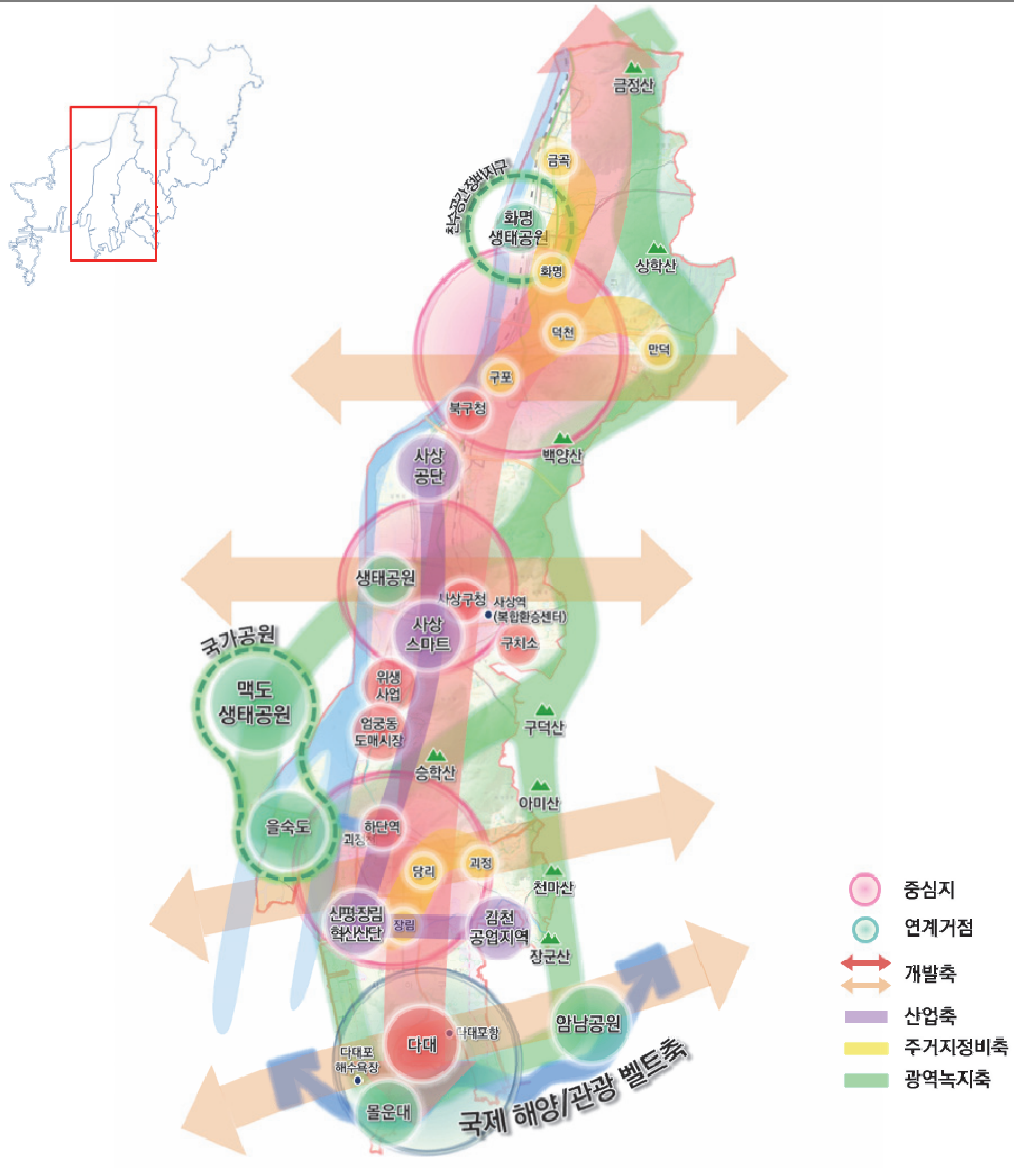 금정산
금곡
친수공간정비지구
화명
생태공원
상학산
화명
덕천
만덕
구포
북구청
백양산
사상
공단
생태공원
사상구청
사상역
(복합환승센터)
사상
스마트
구치소
국가공원
맥도
생태공원
위생
사업
엄궁동
도매시장
구덕산
승학산
아미산
을숙도
하단역
괴정
당리
괴정
천마산
신평장림
혁신산단
장림
감천
공업지역
장군산
암남공원
다대
다대포항
다대포
해수욕장
몰운대
국제 해양/관광 벨트축
중심지
연계거점
개발축
산업축
주거지정비축
광역녹지축